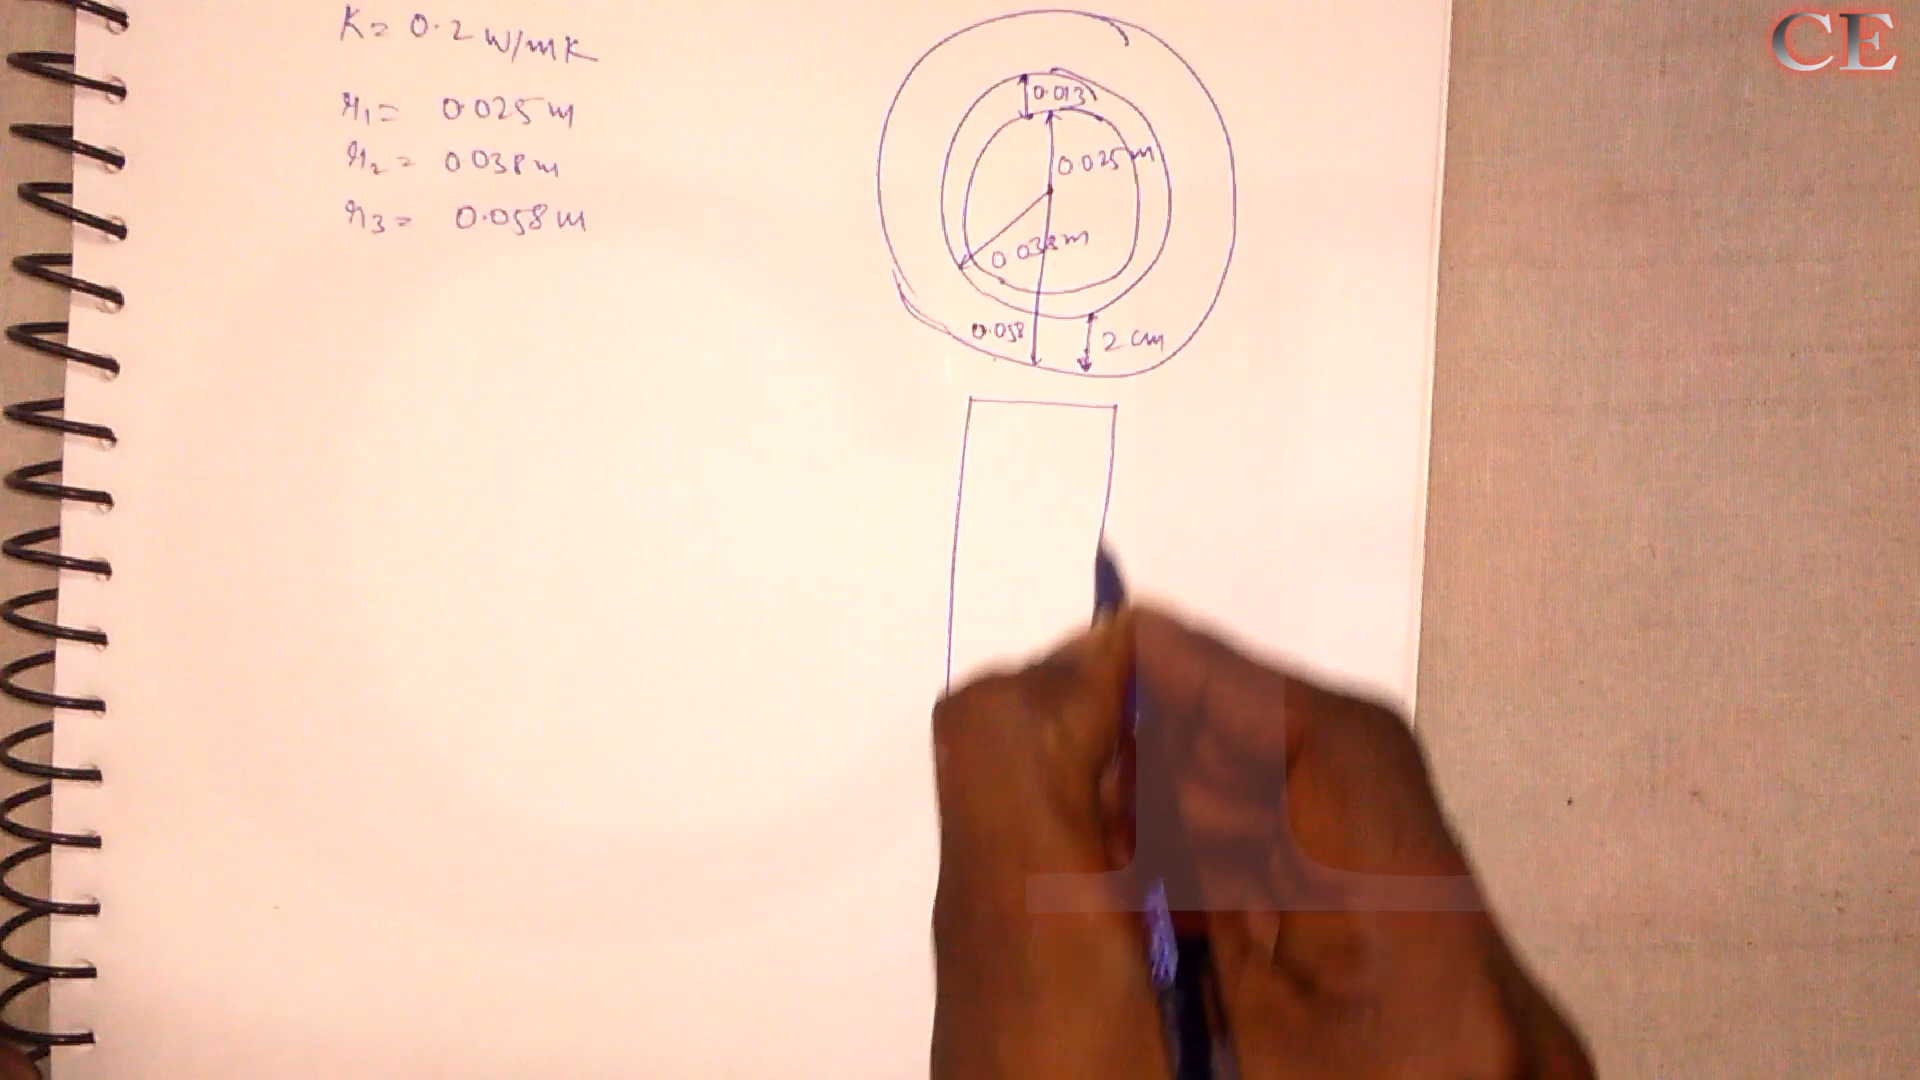 K = 0.2 W/mK
r₁ = 0.025 m
r₂ = 0.038 m
r₃ = 0.058 m
0.013
0.025 m
0.038 m
0.058
2 cm
CE